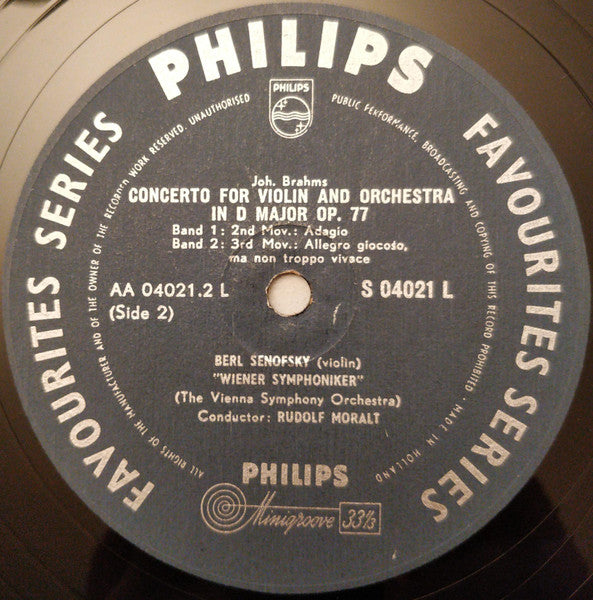 PHILIPS
FAVOURITES SERIES
FAVOURITES SERIES
ALL RIGHTS OF THE MANUFACTURER AND OF THE OWNER OF THE RECORDED WORK RESERVED. UNAUTHORISED
PUBLIC PERFORMANCE, BROADCASTING AND COPYING OF THIS RECORD PROHIBITED · MADE IN HOLLAND
PHILIPS
Joh. Brahms
CONCERTO FOR VIOLIN AND ORCHESTRA
IN D MAJOR OP. 77
Band 1: 2nd Mov.: Adagio
Band 2: 3rd Mov.: Allegro giocoso,
ma non troppo vivace
AA 04021.2 L
S 04021 L
(Side 2)
BERL SENOFSKY (violin)
"WIENER SYMPHONIKER"
(The Vienna Symphony Orchestra)
Conductor: RUDOLF MORALT
PHILIPS
Minigroove 33⅓